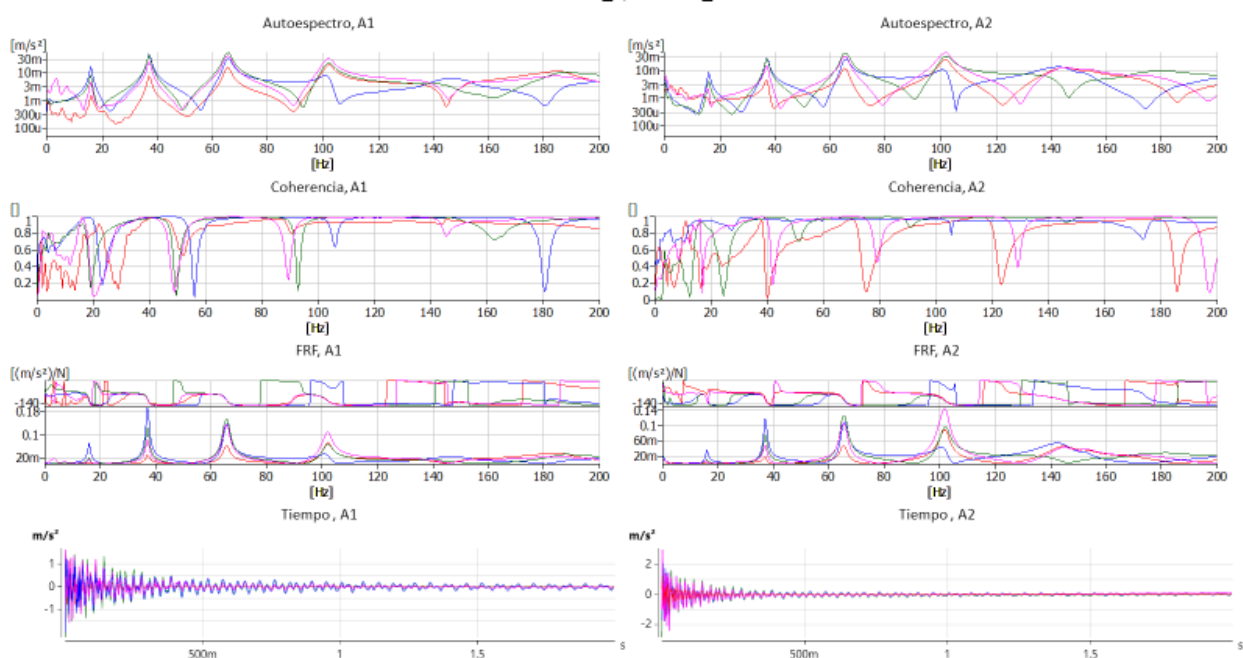 Autoespectro, A1
[m/s²]
30m
10m
3m
1m
300u
100u
0 20 40 60 80 100 120 140 160 180 200
[Hz]
Autoespectro, A2
[m/s²]
30m
10m
3m
1m
300u
100u
0 20 40 60 80 100 120 140 160 180 200
[Hz]
Coherencia, A1
[]
1
0.8
0.6
0.4
0.2
0 20 40 60 80 100 120 140 160 180 200
[Hz]
Coherencia, A2
[]
1
0.8
0.6
0.4
0.2
0
0 20 40 60 80 100 120 140 160 180 200
[Hz]
FRF, A1
[(m/s²)/N]
-140
0.18
0.1
20m
0 20 40 60 80 100 120 140 160 180 200
[Hz]
FRF, A2
[(m/s²)/N]
-140
0.14
0.1
60m
20m
0 20 40 60 80 100 120 140 160 180 200
[Hz]
Tiempo , A1
m/s²
1
0
-1
500m 1 1.5 s
Tiempo , A2
m/s²
2
0
-2
500m 1 1.5 s